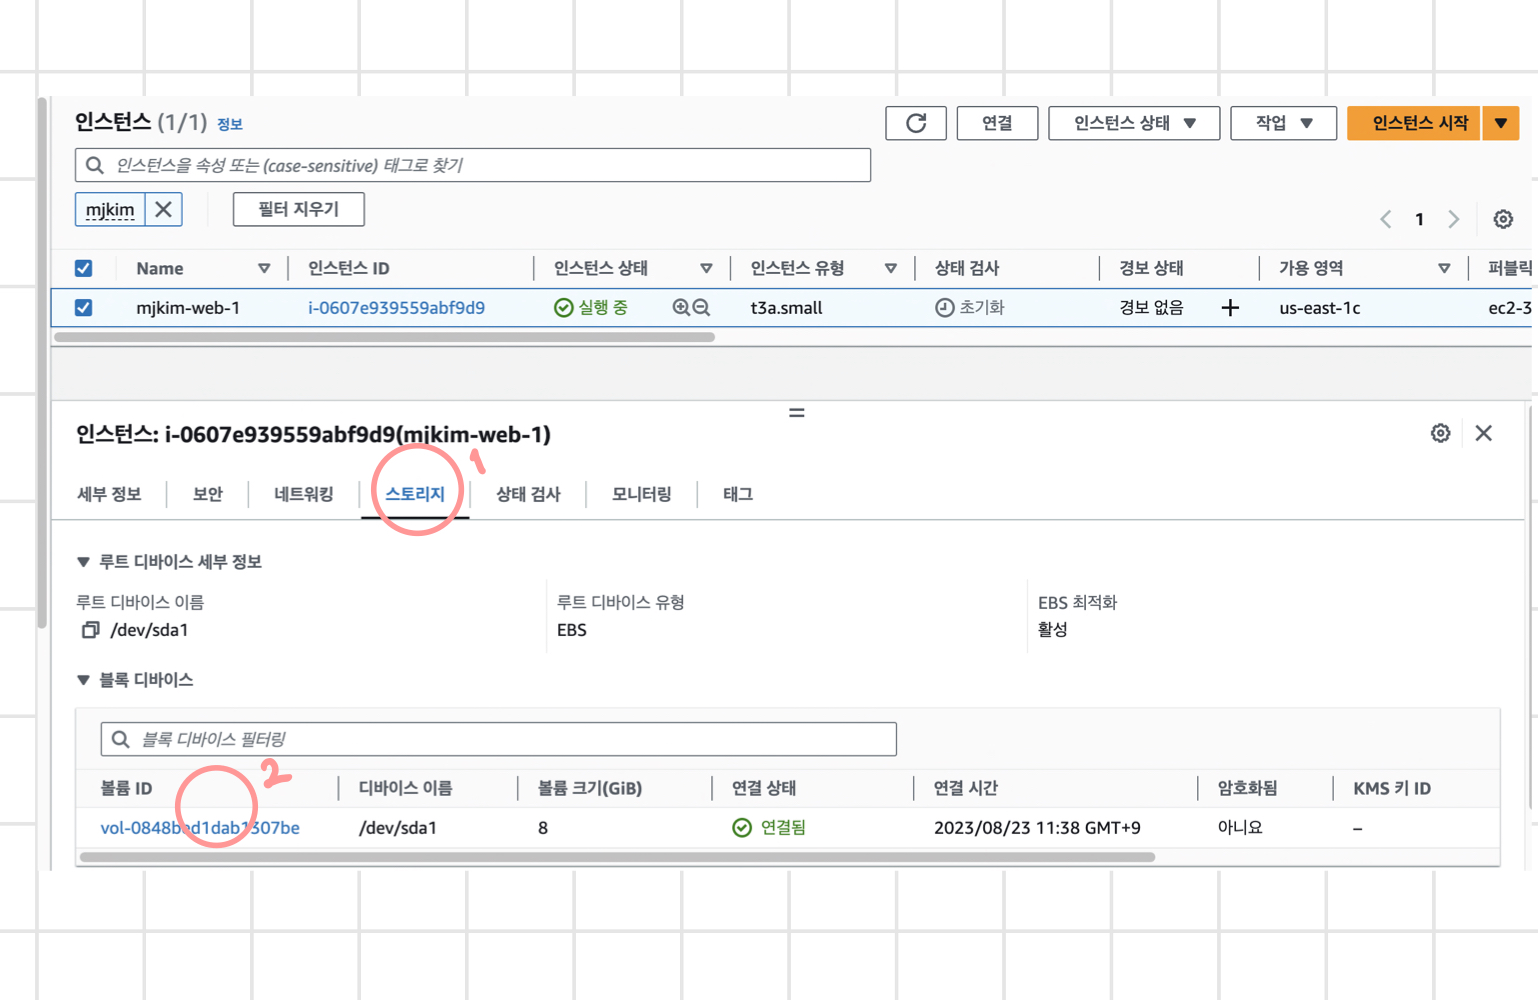 인스턴스 (1/1) 정보
연결
인스턴스 상태
작업
인스턴스 시작
인스턴스을 속성 또는 (case-sensitive) 태그로 찾기
mjkim
필터 지우기
1
Name 인스턴스 ID 인스턴스 상태 인스턴스 유형 상태 검사 경보 상태 가용 영역 퍼블릭
mjkim-web-1 i-0607e939559abf9d9 실행 중 t3a.small 초기화 경보 없음 us-east-1c ec2-3
인스턴스: i-0607e939559abf9d9(mjkim-web-1)
1
세부 정보 보안 네트워킹 스토리지 상태 검사 모니터링 태그
루트 디바이스 세부 정보
루트 디바이스 이름 루트 디바이스 유형 EBS 최적화
/dev/sda1 EBS 활성
블록 디바이스
블록 디바이스 필터링
2
볼륨 ID 디바이스 이름 볼륨 크기(GiB) 연결 상태 연결 시간 암호화됨 KMS 키 ID
vol-0848bed1dab1307be /dev/sda1 8 연결됨 2023/08/23 11:38 GMT+9 아니요 –